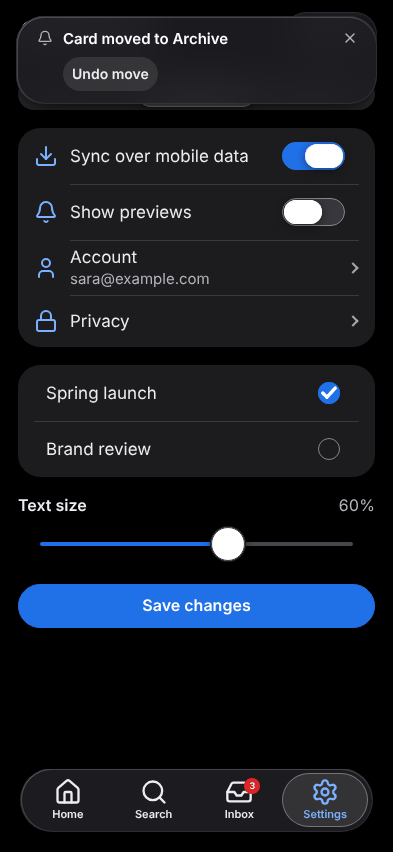 Card moved to Archive
Undo move
Sync over mobile data
Show previews
Account
sara@example.com
Privacy
Spring launch
Brand review
Text size 60%
Save changes
Home Search Inbox 3 Settings